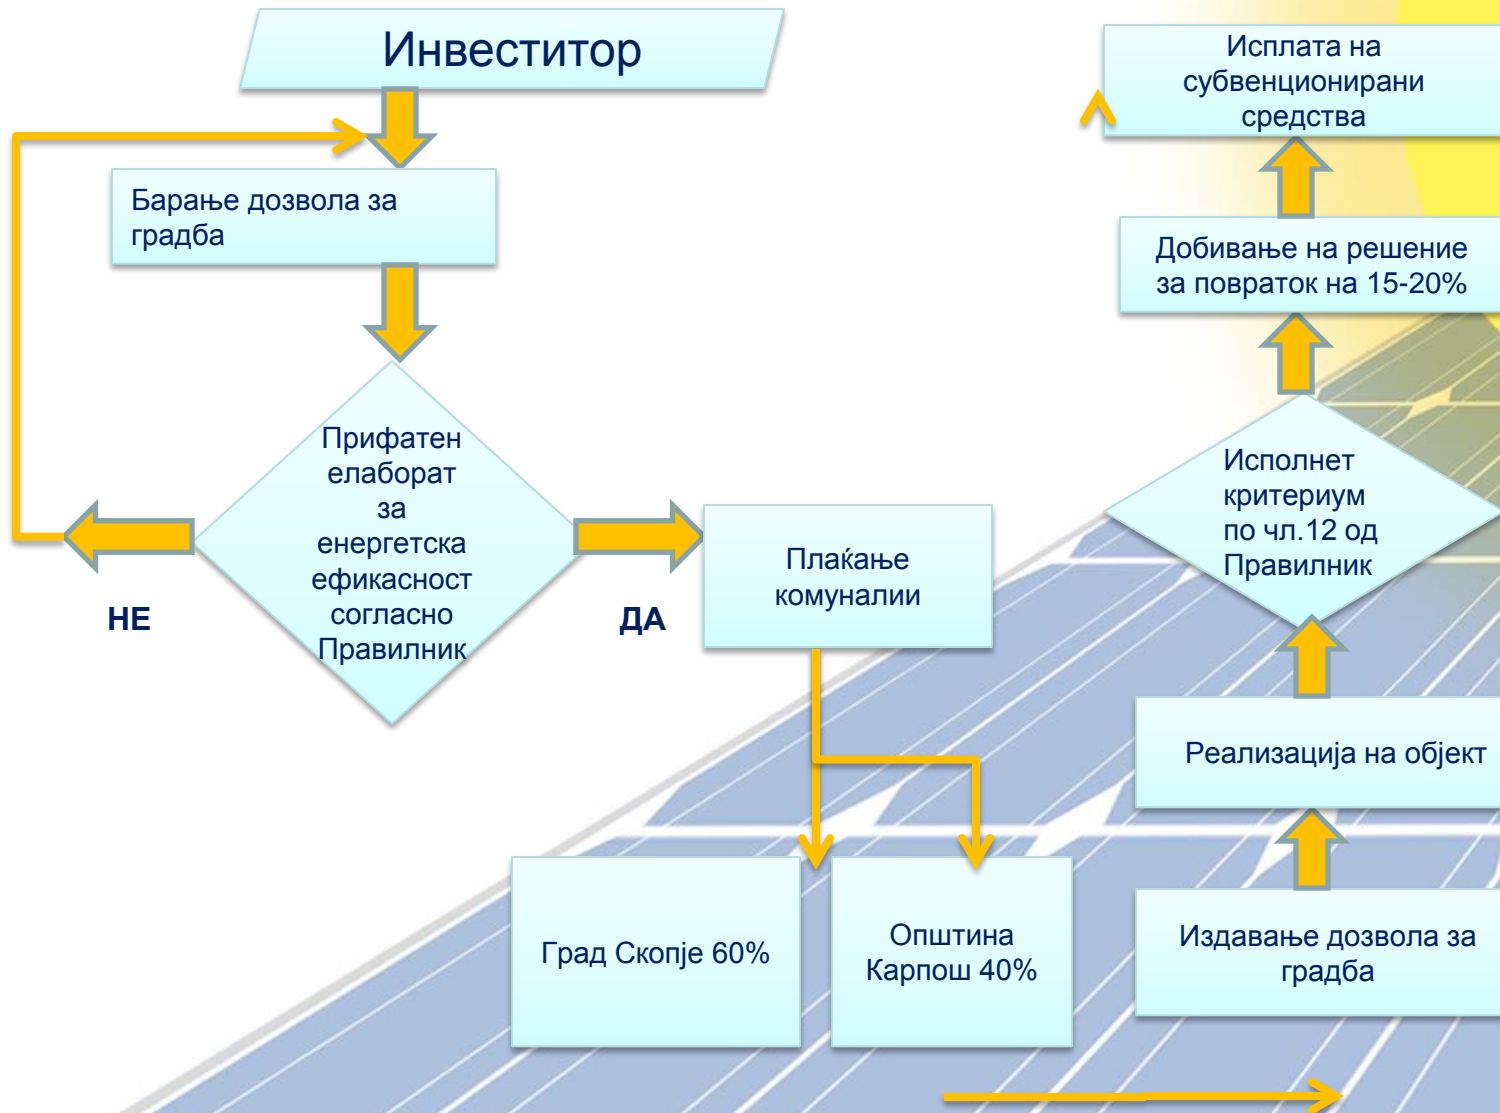 Инвеститор
Барање дозвола за
градба
Прифатен
елаборат
за
енергетска
ефикасност
согласно
Правилник
НЕ
ДА
Плаќање
комуналии
Град Скопје 60%
Општина
Карпош 40%
Издавање дозвола за
градба
Реализација на објект
Исполнет
критериум
по чл.12 од
Правилник
Добивање на решение
за повраток на 15-20%
Исплата на
субвенционирани
средства